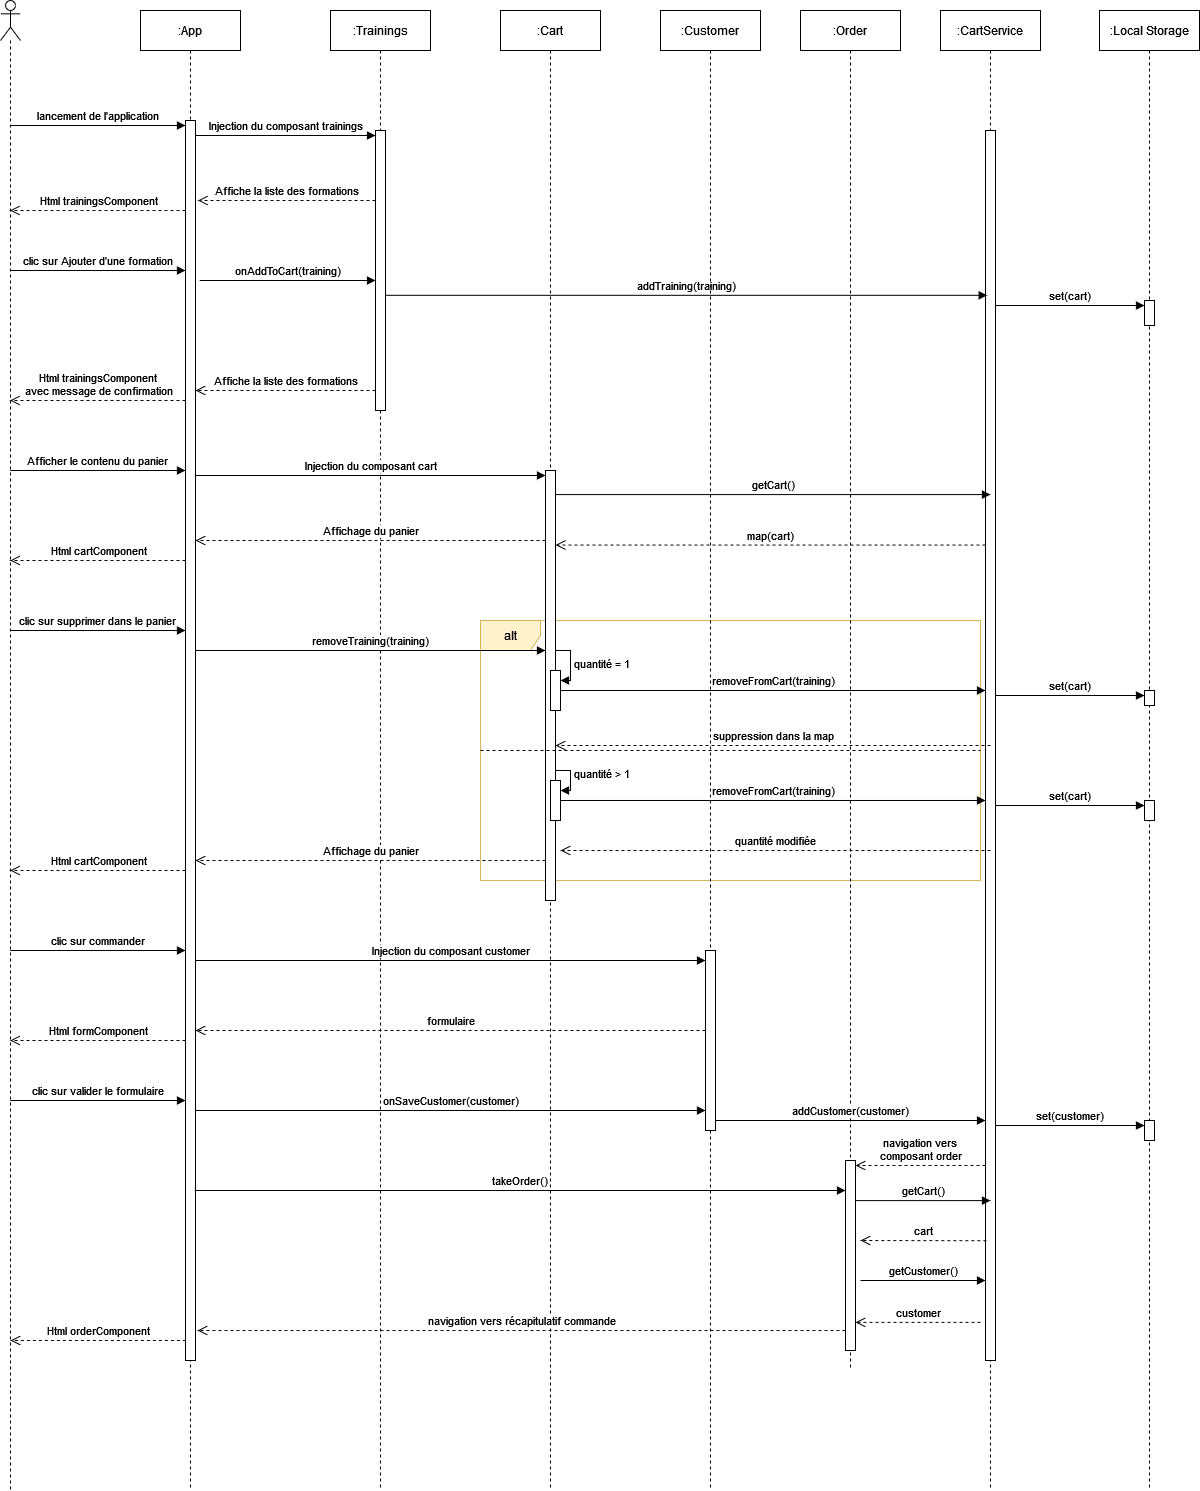 :App
:Trainings
:Cart
:Customer
:Order
:CartService
:Local Storage
lancement de l'application
Injection du composant trainings
Affiche la liste des formations
Html trainingsComponent
clic sur Ajouter d'une formation
onAddToCart(training)
addTraining(training)
set(cart)
Html trainingsComponent
avec message de confirmation
Affiche la liste des formations
Afficher le contenu du panier
Injection du composant cart
getCart()
Affichage du panier
map(cart)
Html cartComponent
clic sur supprimer dans le panier
alt
removeTraining(training)
quantité = 1
removeFromCart(training)
set(cart)
suppression dans la map
quantité > 1
removeFromCart(training)
set(cart)
quantité modifiée
Affichage du panier
Html cartComponent
clic sur commander
Injection du composant customer
formulaire
Html formComponent
clic sur valider le formulaire
onSaveCustomer(customer)
addCustomer(customer)
set(customer)
navigation vers
composant order
takeOrder()
getCart()
cart
getCustomer()
customer
navigation vers récapitulatif commande
Html orderComponent